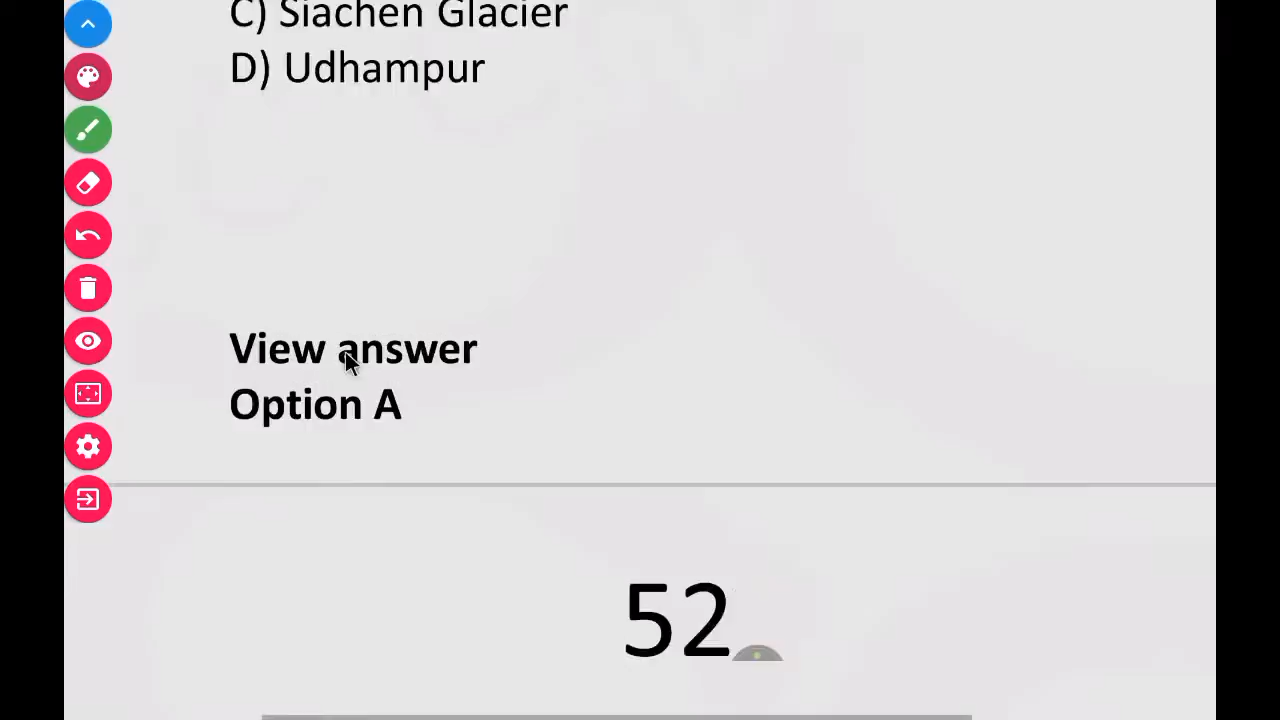 C) Siachen Glacier
D) Udhampur
View answer
Option A
52